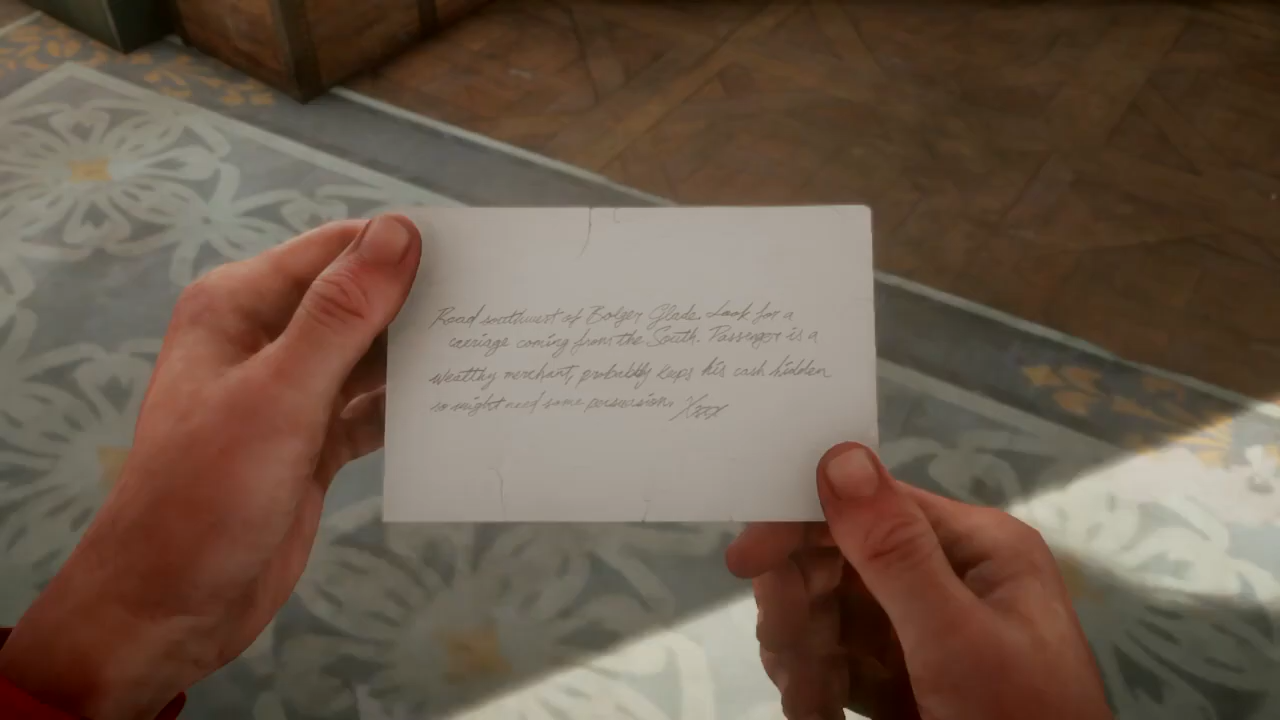 Road southwest of Bolger Glade. Look for a
carriage coming from the South. Passenger is a
wealthy merchant, probably keeps his cash hidden
so might need some persuasion.